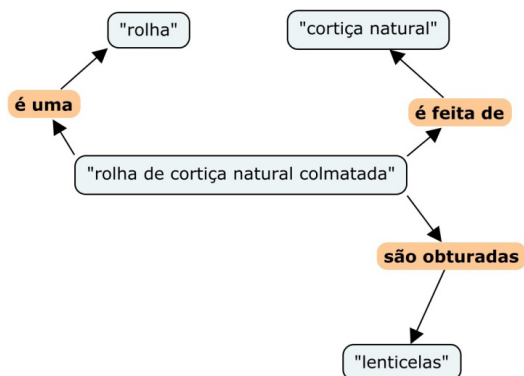 "rolha"
"cortiça natural"
é uma
é feita de
"rolha de cortiça natural colmatada"
são obturadas
"lenticelas"